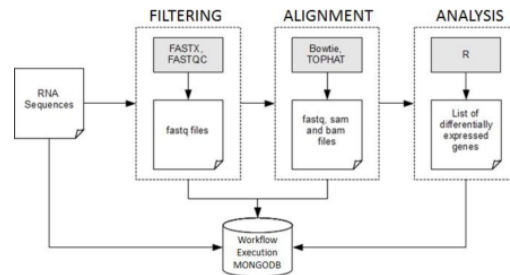 FILTERING
ALIGNMENT
ANALYSIS
FASTX,
FASTQC
Bowtie,
TOPHAT
R
RNA
Sequences
fastq files
fastq, sam
and bam
files
List of
differentially
expressed
genes
Workflow
Execution
MONGODB